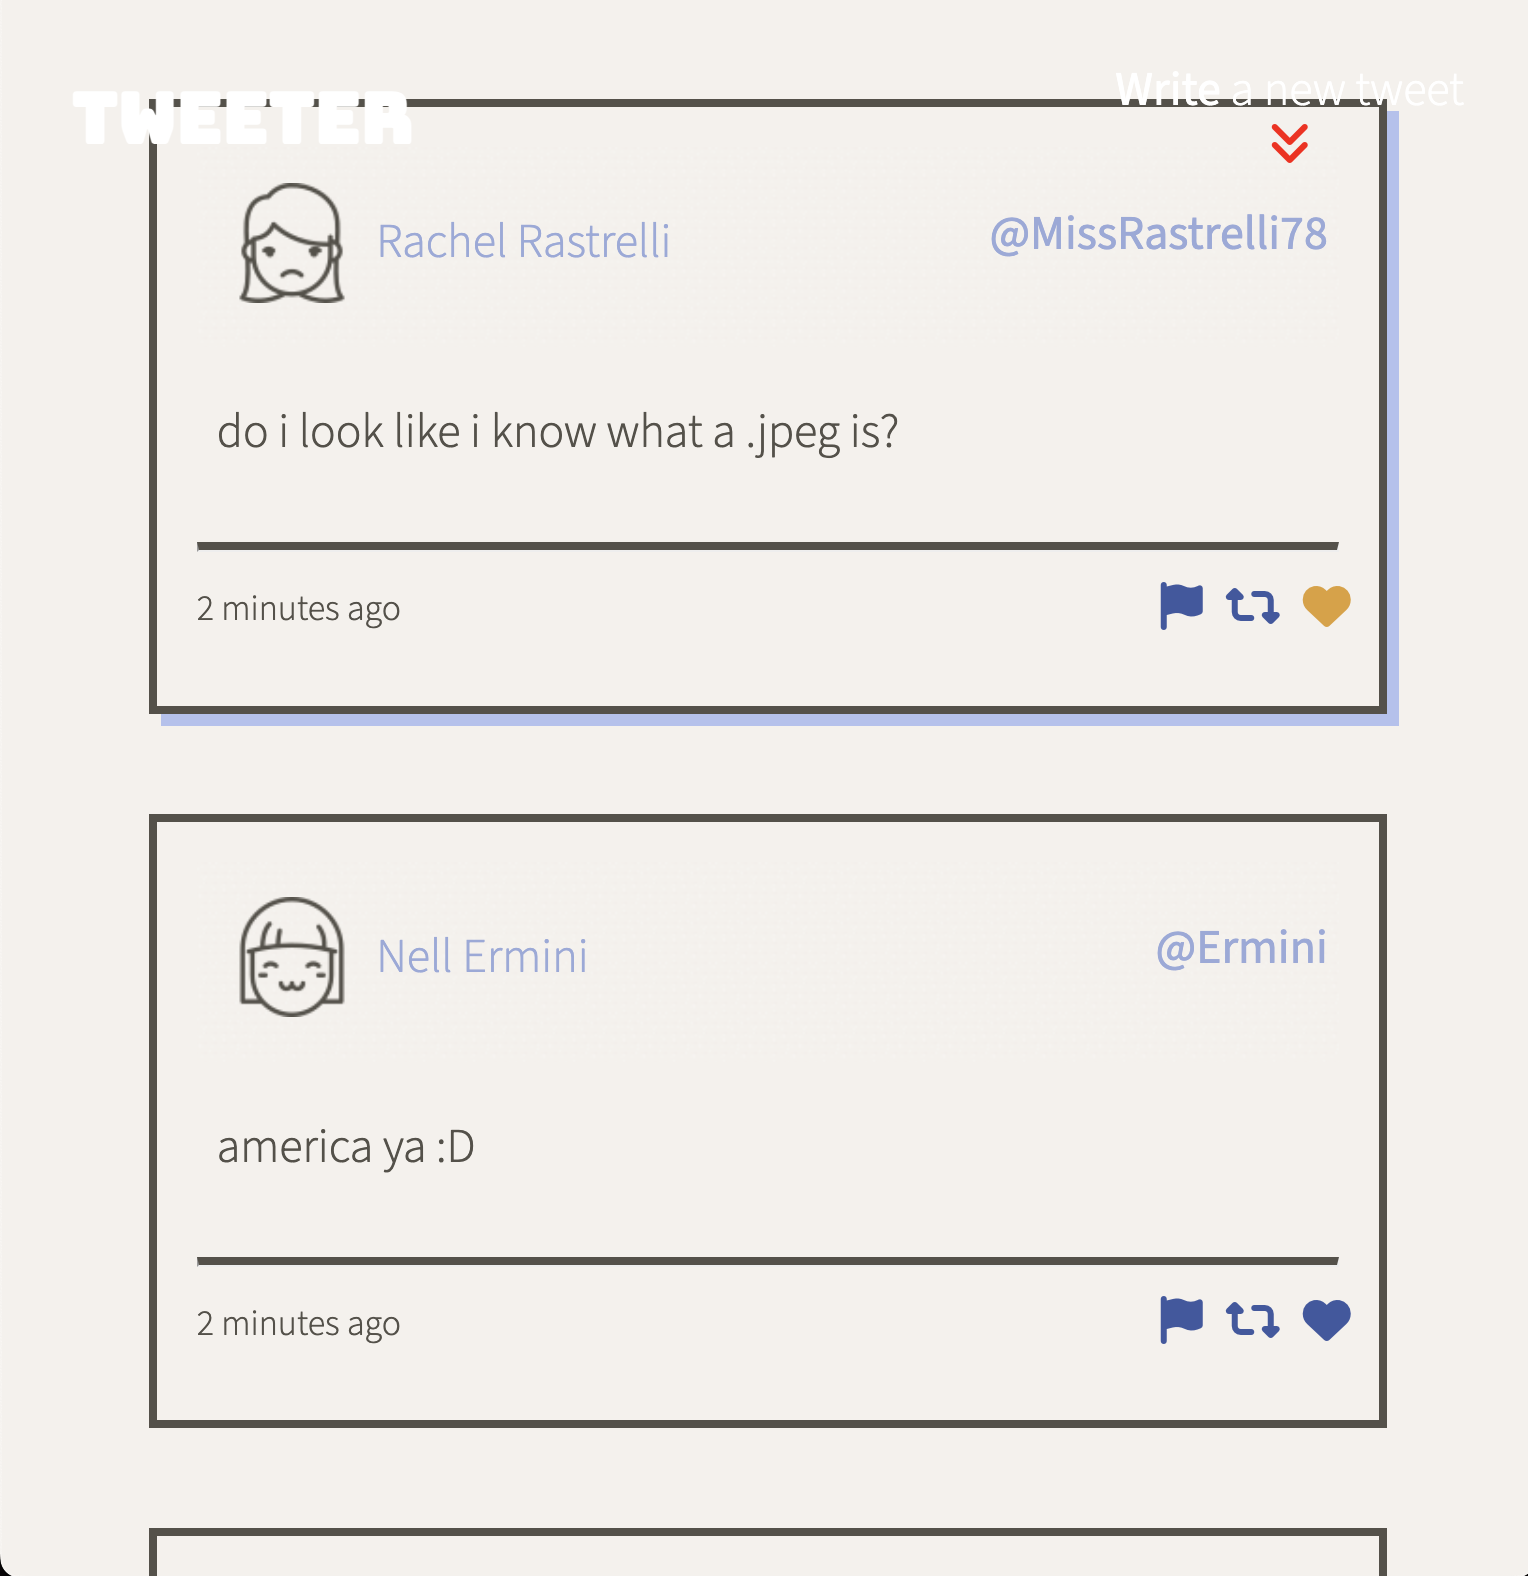 TWEETER
Write a new tweet
Rachel Rastrelli
@MissRastrelli78
do i look like i know what a .jpeg is?
2 minutes ago
Nell Ermini
@Ermini
america ya :D
2 minutes ago